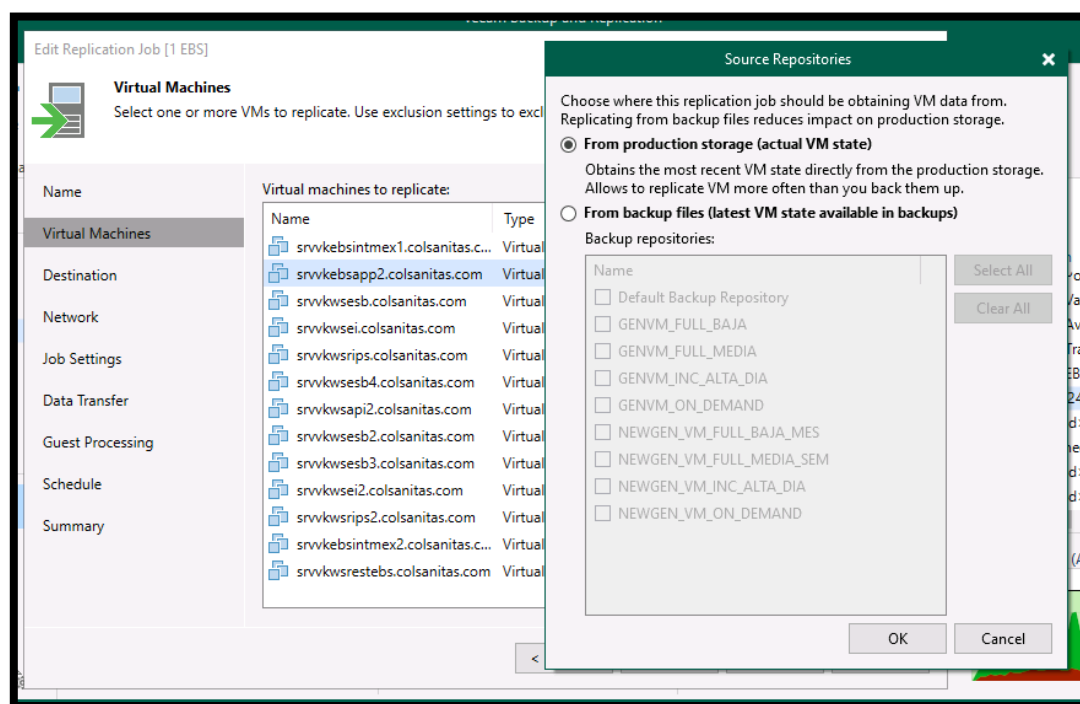 Veeam Backup and Replication
Edit Replication Job [1 EBS]
Virtual Machines
Select one or more VMs to replicate. Use exclusion settings to excl
Name
Virtual Machines
Destination
Network
Job Settings
Data Transfer
Guest Processing
Schedule
Summary
Virtual machines to replicate:
Name Type
srvvkebsintmex1.colsanitas.c... Virtual
srvvkebsapp2.colsanitas.com Virtual
srvvkwsesb.colsanitas.com Virtual
srvvkwsei.colsanitas.com Virtual
srvvkwsrips.colsanitas.com Virtual
srvvkwsesb4.colsanitas.com Virtual
srvvkwsapi2.colsanitas.com Virtual
srvvkwsesb2.colsanitas.com Virtual
srvvkwsesb3.colsanitas.com Virtual
srvvkwsei2.colsanitas.com Virtual
srvvkwsrips2.colsanitas.com Virtual
srvvkebsintmex2.colsanitas.c... Virtual
srvvkwsrestebs.colsanitas.com Virtual
<
Source Repositories
Choose where this replication job should be obtaining VM data from.
Replicating from backup files reduces impact on production storage.
From production storage (actual VM state)
Obtains the most recent VM state directly from the production storage.
Allows to replicate VM more often than you back them up.
From backup files (latest VM state available in backups)
Backup repositories:
Name
Default Backup Repository
GENVM_FULL_BAJA
GENVM_FULL_MEDIA
GENVM_INC_ALTA_DIA
GENVM_ON_DEMAND
NEWGEN_VM_FULL_BAJA_MES
NEWGEN_VM_FULL_MEDIA_SEM
NEWGEN_VM_INC_ALTA_DIA
NEWGEN_VM_ON_DEMAND
Select All
Clear All
OK
Cancel